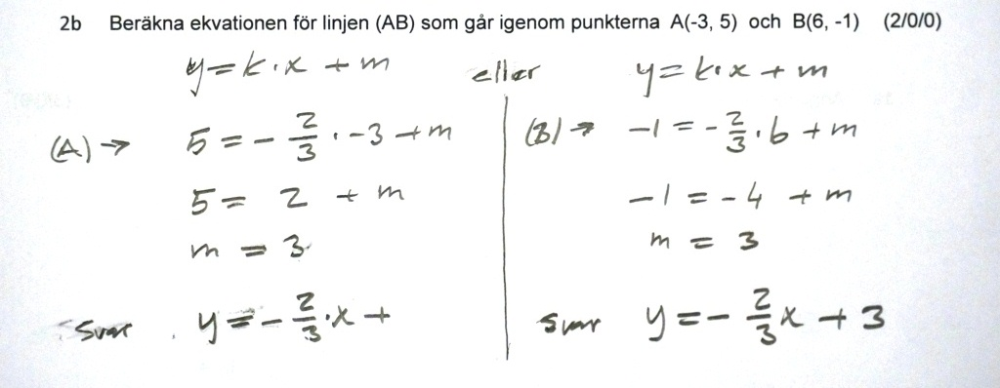 2b Beräkna ekvationen för linjen (AB) som går igenom punkterna A(-3, 5) och B(6, -1) (2/0/0)
y = k·x + m
eller
y = k·x + m
(A) → 5 = - 2/3 · -3 + m
5 = 2 + m
m = 3
Svar y = - 2/3 · x +
(B) → -1 = - 2/3 · 6 + m
-1 = -4 + m
m = 3
Svar y = - 2/3 x + 3